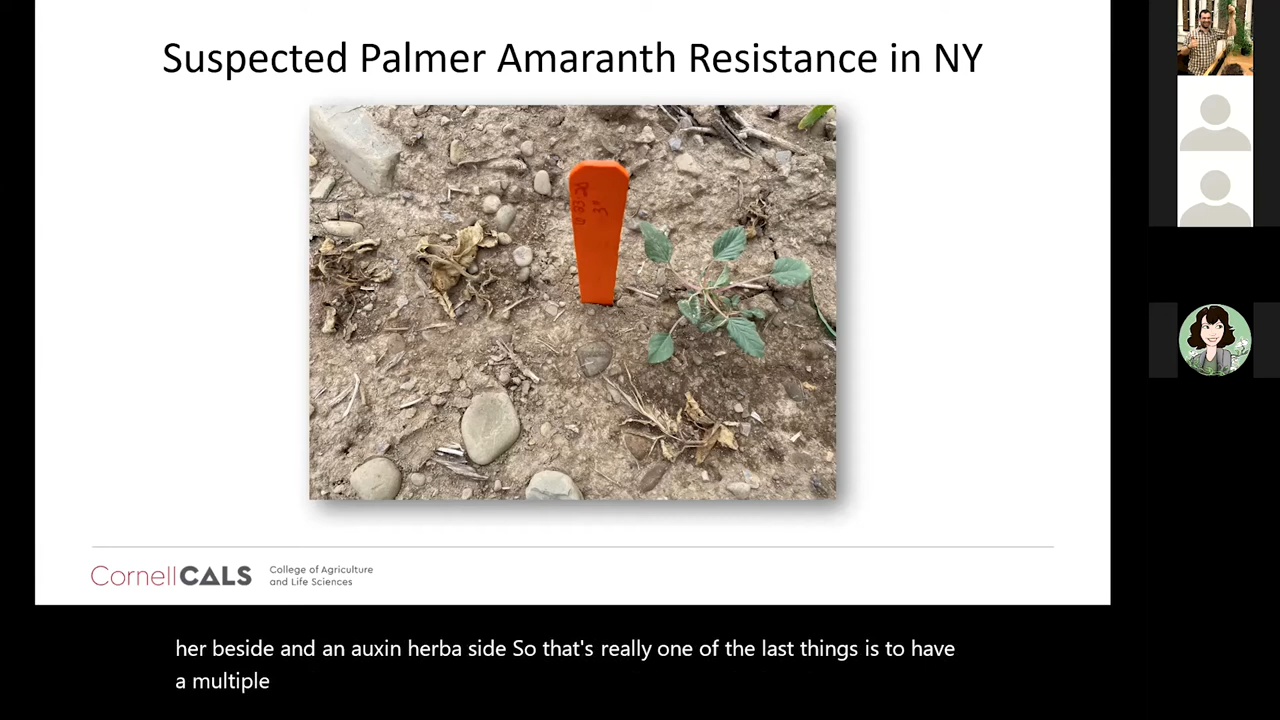 Suspected Palmer Amaranth Resistance in NY
CornellCALS
College of Agriculture
and Life Sciences
her beside and an auxin herba side So that's really one of the last things is to have
a multiple